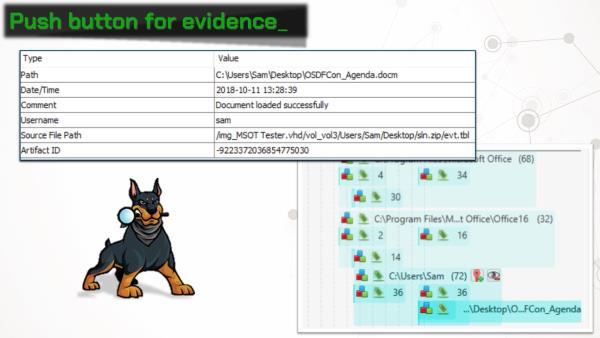 Push button for evidence_
Type Value
Path C:\Users\Sam\Desktop\OSDFCon_Agenda.docm
Date/Time 2018-10-11 13:28:39
Comment Document loaded successfully
Username sam
Source File Path /img_MSOT Tester.vhd/vol_vol3/Users/Sam/Desktop/sln.zip/evt.tbl
Artifact ID -9223372036854775030
soft Office (68)
4 34
30
C:\Program Files\M...t Office\Office16 (32)
2 16
14
C:\Users\Sam (72)
36 36
...\Desktop\O...FCon_Agenda